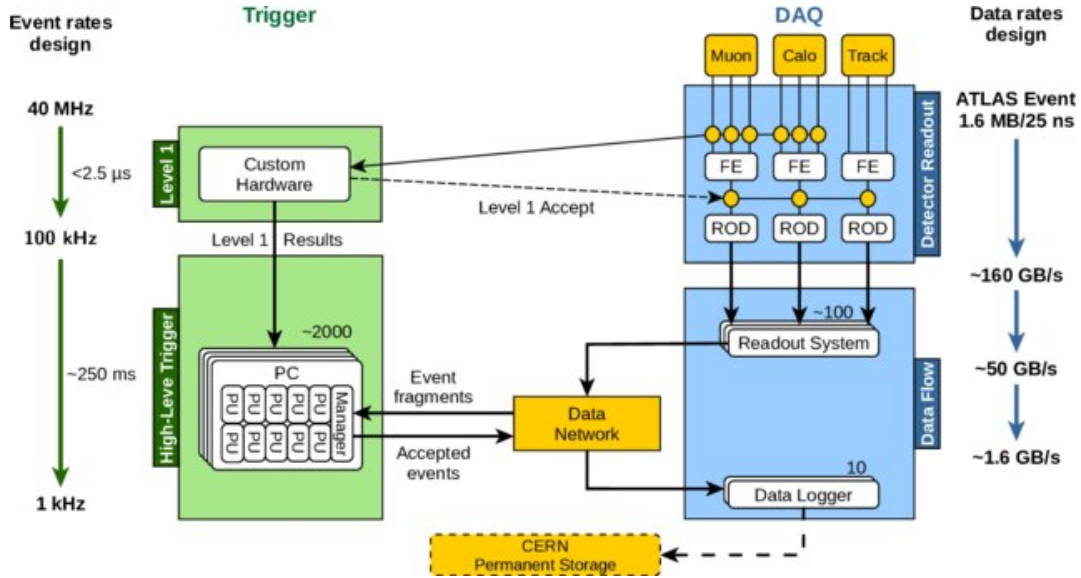 Event rates
design
Trigger
DAQ
Data rates
design
Muon
Calo
Track
40 MHz
ATLAS Event
1.6 MB/25 ns
Level 1
Custom
Hardware
<2.5 μs
FE
FE
FE
Detector Readout
Level 1 Accept
100 kHz
Level 1
Results
ROD
ROD
ROD
~160 GB/s
High-Leve Trigger
~2000
~100
Readout System
~250 ms
PC
PU
PU
PU
PU
PU
PU
PU
PU
PU
PU
Manager
Event
fragments
Data
Network
Accepted
events
~50 GB/s
Data Flow
~1.6 GB/s
10
Data Logger
1 kHz
CERN
Permanent Storage